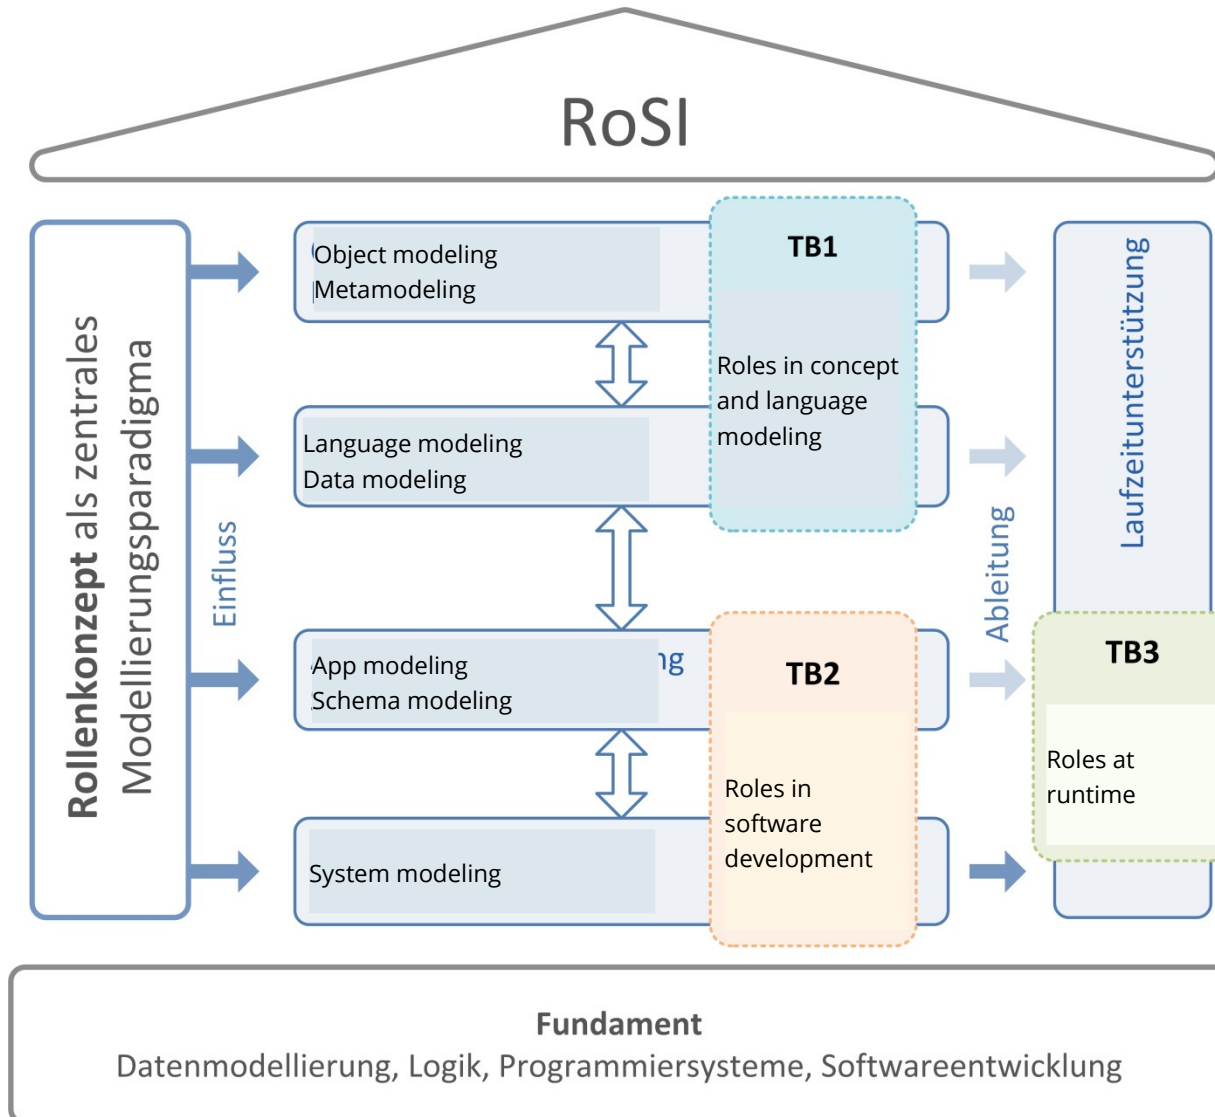 RoSI
Rollenkonzept als zentrales
Modellierungsparadigma
Einfluss
Object modeling
Metamodeling
Language modeling
Data modeling
App modeling
Schema modeling
System modeling
TB1
Roles in concept
and language
modeling
TB2
Roles in
software
development
Ableitung
Laufzeitunterstützung
TB3
Roles at
runtime
Fundament
Datenmodellierung, Logik, Programmiersysteme, Softwareentwicklung